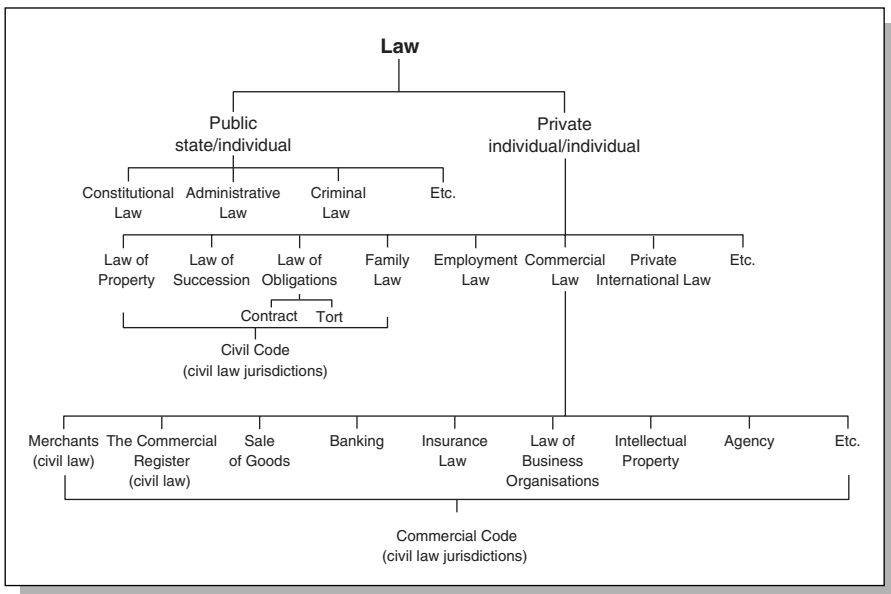 Law
Public
state/individual
Private
individual/individual
Constitutional
Law
Administrative
Law
Criminal
Law
Etc.
Law of
Property
Law of
Succession
Law of
Obligations
Family
Law
Employment
Law
Commercial
Law
Private
International Law
Etc.
Contract
Tort
Civil Code
(civil law jurisdictions)
Merchants
(civil law)
The Commercial
Register
(civil law)
Sale
of Goods
Banking
Insurance
Law
Law of
Business
Organisations
Intellectual
Property
Agency
Etc.
Commercial Code
(civil law jurisdictions)